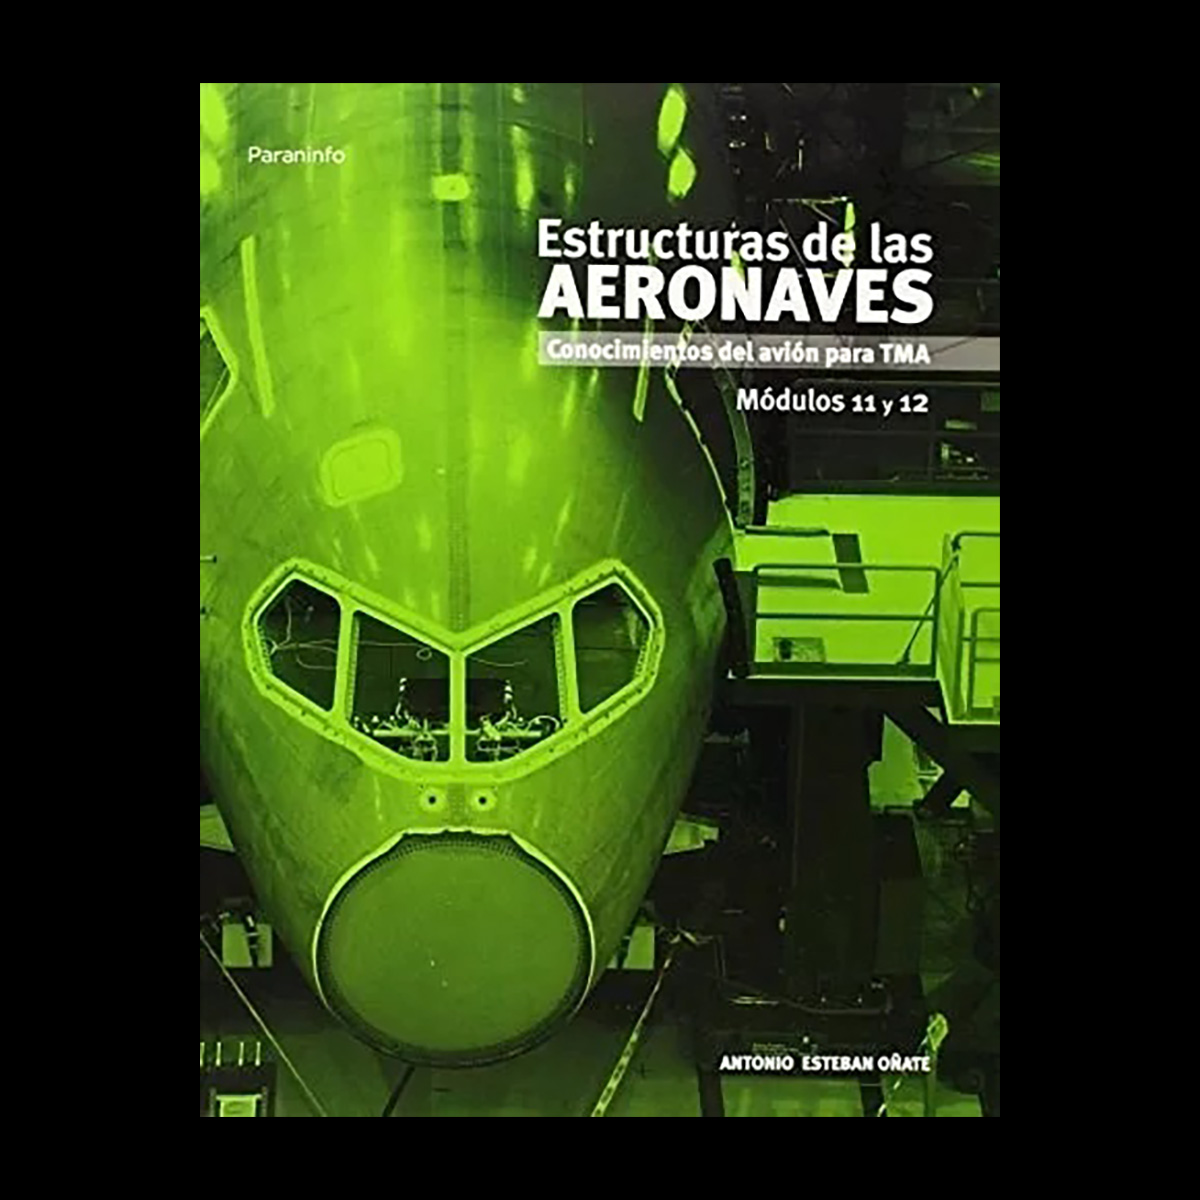 Paraninfo
Estructuras de las
AERONAVES
Conocimientos del avión para TMA
Módulos 11 y 12
ANTONIO ESTEBAN OÑATE